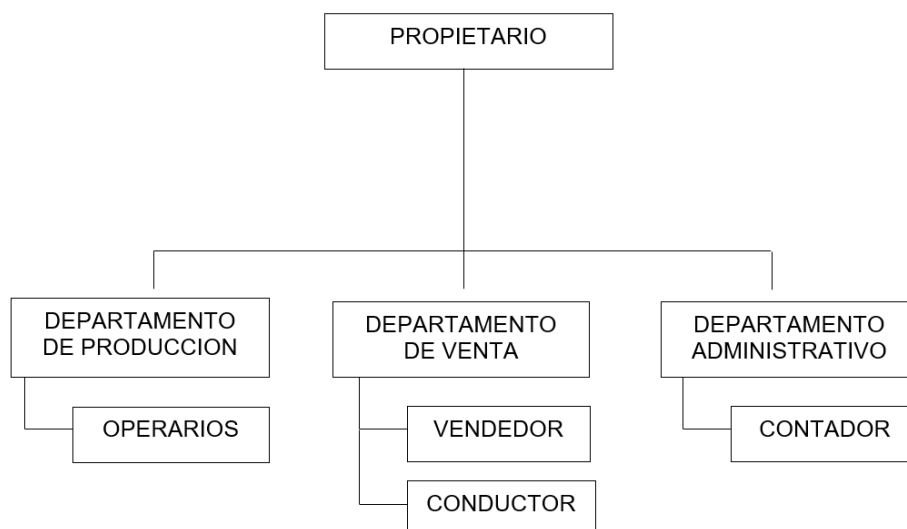 PROPIETARIO
DEPARTAMENTO
DE PRODUCCION
DEPARTAMENTO
DE VENTA
DEPARTAMENTO
ADMINISTRATIVO
OPERARIOS
VENDEDOR
CONTADOR
CONDUCTOR